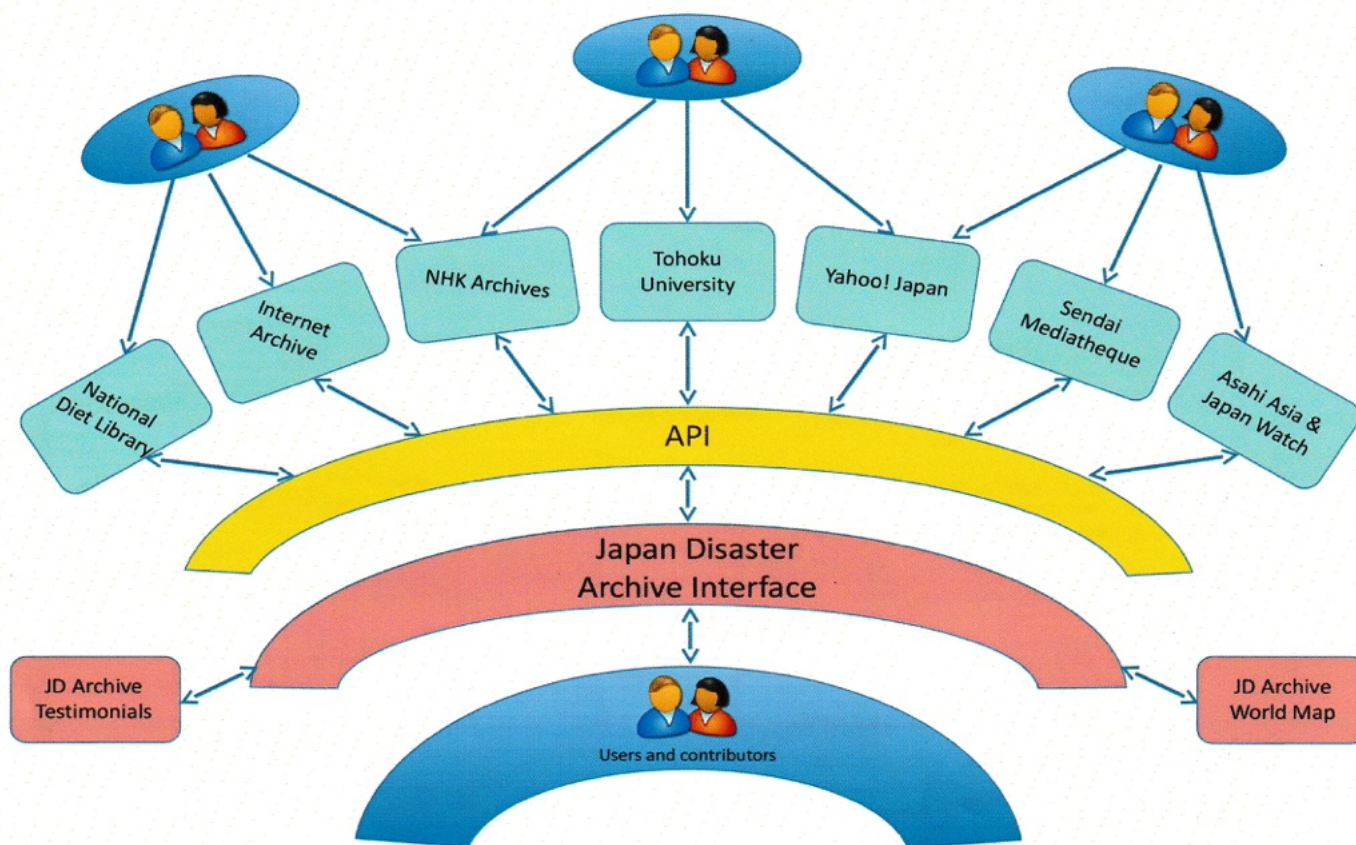 NHK Archives
Tohoku
University
Yahoo! Japan
Internet
Archive
Sendai
Mediatheque
National
Diet Library
Asahi Asia &
Japan Watch
API
Japan Disaster
Archive Interface
JD Archive
Testimonials
JD Archive
World Map
Users and contributors